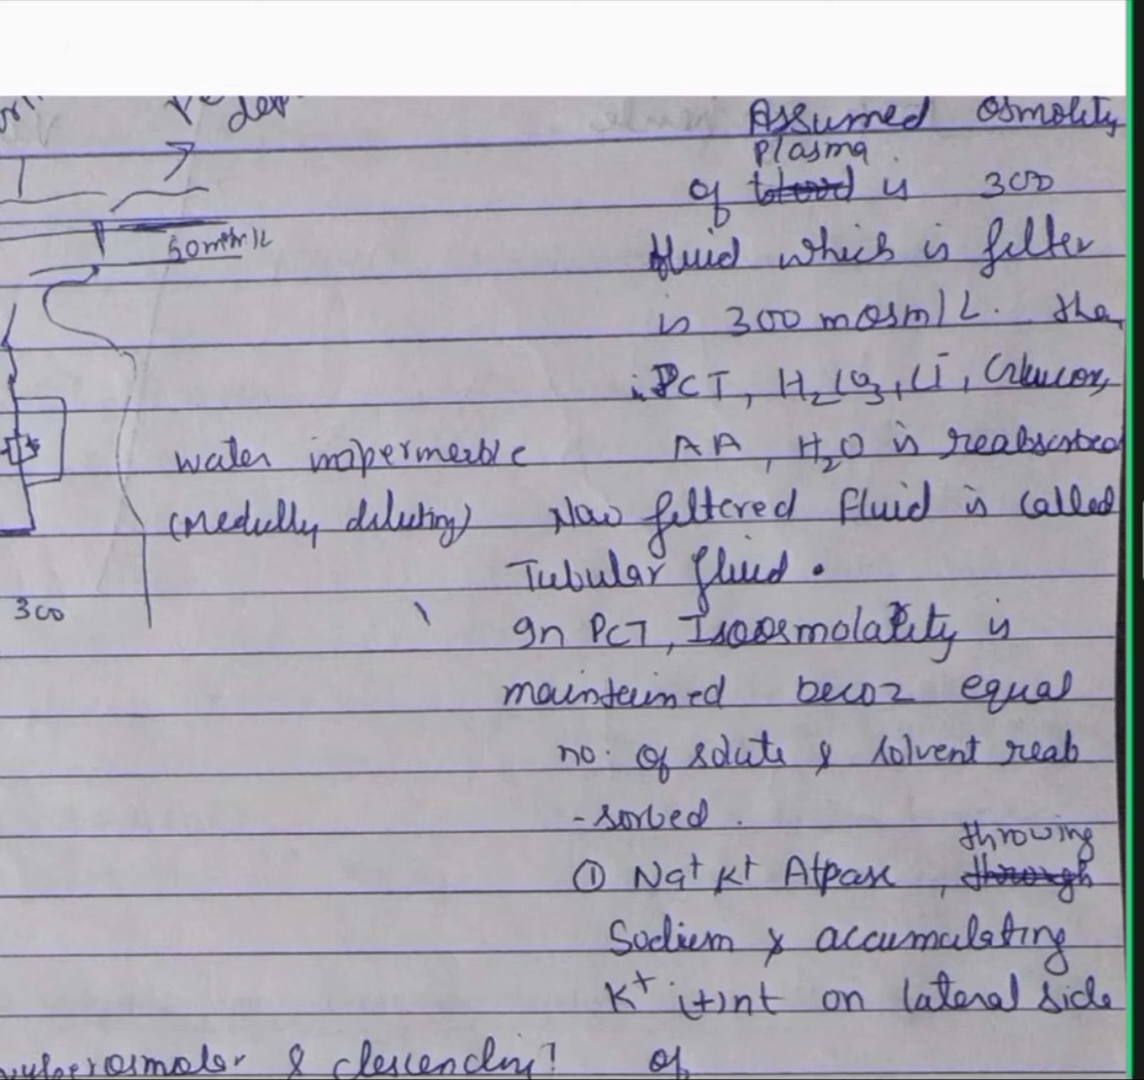 Assumed Osmolity
Plasma
of blood is 300
fluid which is filter
is 300 mosm/L. the
PCT, H2CO3, Cl-, Glucose,
water impermeable AA, H2O is reabsorbed
(medully diluting) Now filtered fluid is called
Tubular fluid.
300
In PCT, Isoosmolality is
mainteined becoz equal
no. of solute & solvent reab
-sorbed.
throwing
① Na+ K+ Atpase, through
Sodium & accumulating
K+ on lateral side
& descending of